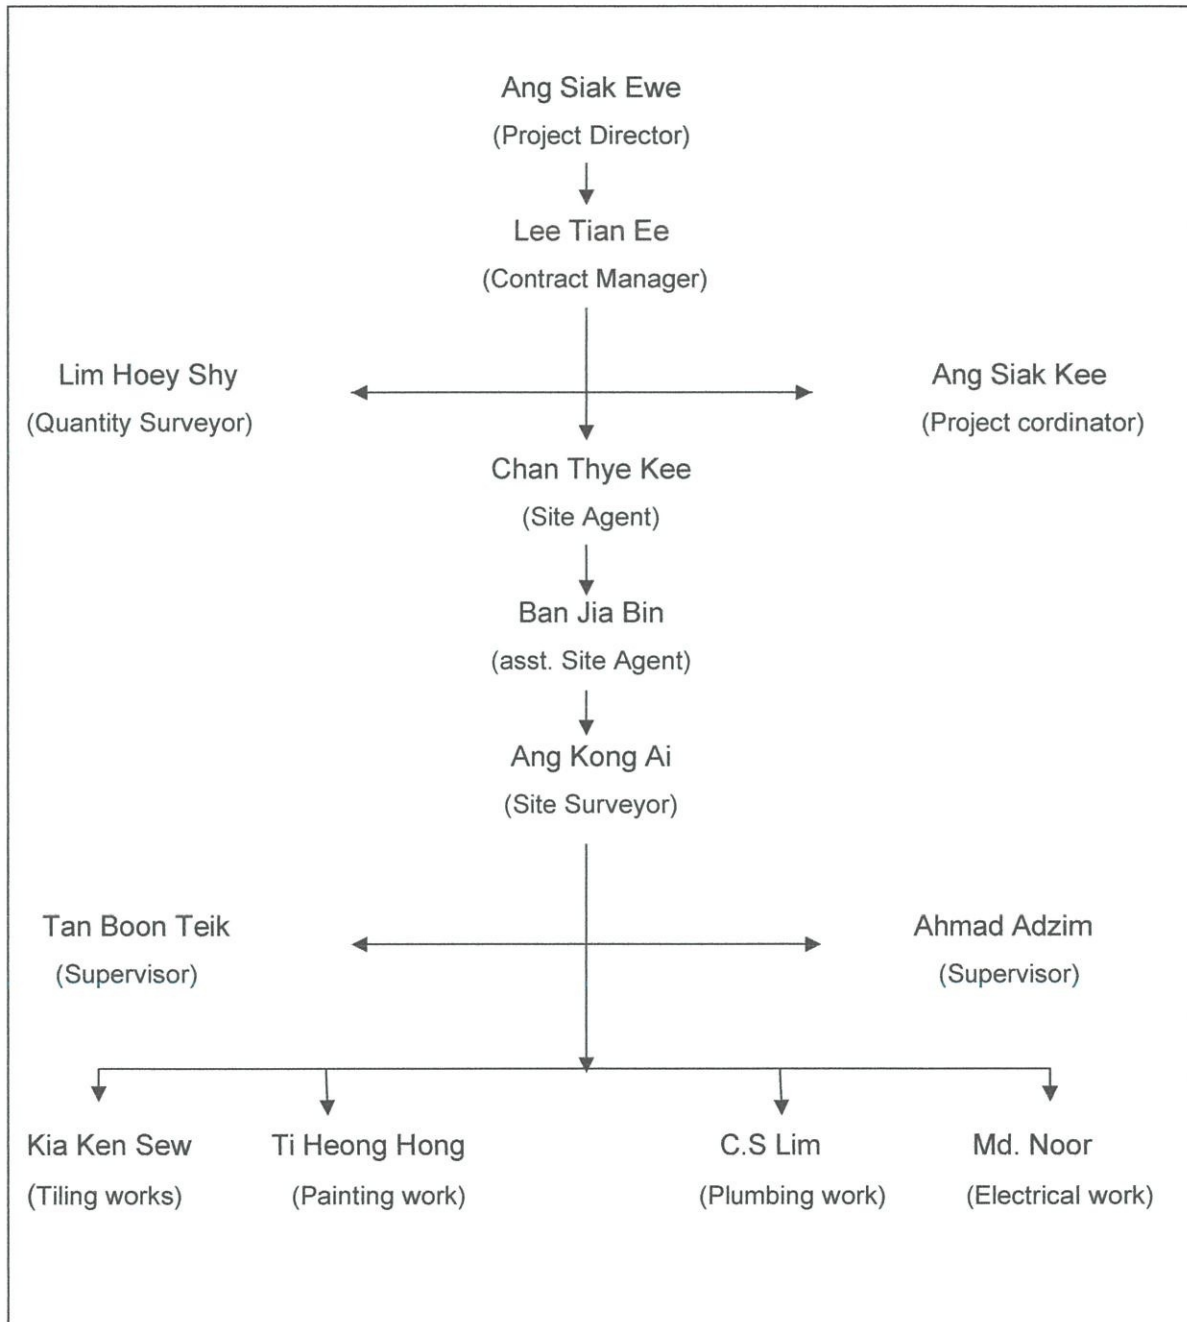 Ang Siak Ewe
(Project Director)
Lee Tian Ee
(Contract Manager)
Lim Hoey Shy
(Quantity Surveyor)
Ang Siak Kee
(Project cordinator)
Chan Thye Kee
(Site Agent)
Ban Jia Bin
(asst. Site Agent)
Ang Kong Ai
(Site Surveyor)
Tan Boon Teik
(Supervisor)
Ahmad Adzim
(Supervisor)
Kia Ken Sew
(Tiling works)
Ti Heong Hong
(Painting work)
C.S Lim
(Plumbing work)
Md. Noor
(Electrical work)